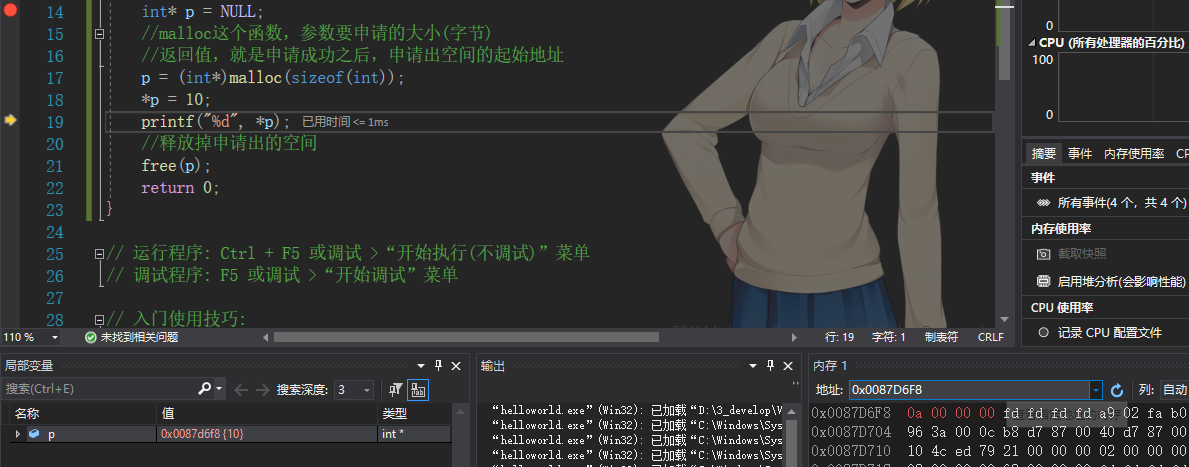 14 int* p = NULL;
15 //malloc这个函数，参数要申请的大小(字节)
16 //返回值，就是申请成功之后，申请出空间的起始地址
17 p = (int*)malloc(sizeof(int));
18 *p = 10;
19 printf("%d", *p); 已用时间 <= 1ms
20 //释放掉申请出的空间
21 free(p);
22 return 0;
23 }
24
25 // 运行程序: Ctrl + F5 或调试 >“开始执行(不调试)”菜单
26 // 调试程序: F5 或调试 >“开始调试”菜单
27
28 // 入门使用技巧:
110 % 未找到相关问题 行: 19 字符: 1 制表符 CRLF
0
CPU (所有处理器的百分比)
100
0
摘要 事件 内存使用率
事件
所有事件(4 个，共 4 个)
内存使用率
截取快照
启用堆分析(会影响性能)
CPU 使用率
记录 CPU 配置文件
局部变量
搜索(Ctrl+E) 搜索深度: 3
名称 值 类型
p 0x0087d6f8 {10} int *
输出
“helloworld.exe”(Win32): 已加载“D:\3_develop\V
“helloworld.exe”(Win32): 已加载“C:\Windows\Sys
“helloworld.exe”(Win32): 已加载“C:\Windows\Sys
“helloworld.exe”(Win32): 已加载“C:\Windows\Sys
内存 1
地址: 0x0087D6F8 列: 自动
0x0087D6F8 0a 00 00 00 fd fd fd fd a9 02 fa b0
0x0087D704 96 3a 00 0c b8 d7 87 00 40 d7 87 00
0x0087D710 10 4c ed 79 21 00 00 00 02 00 00 00